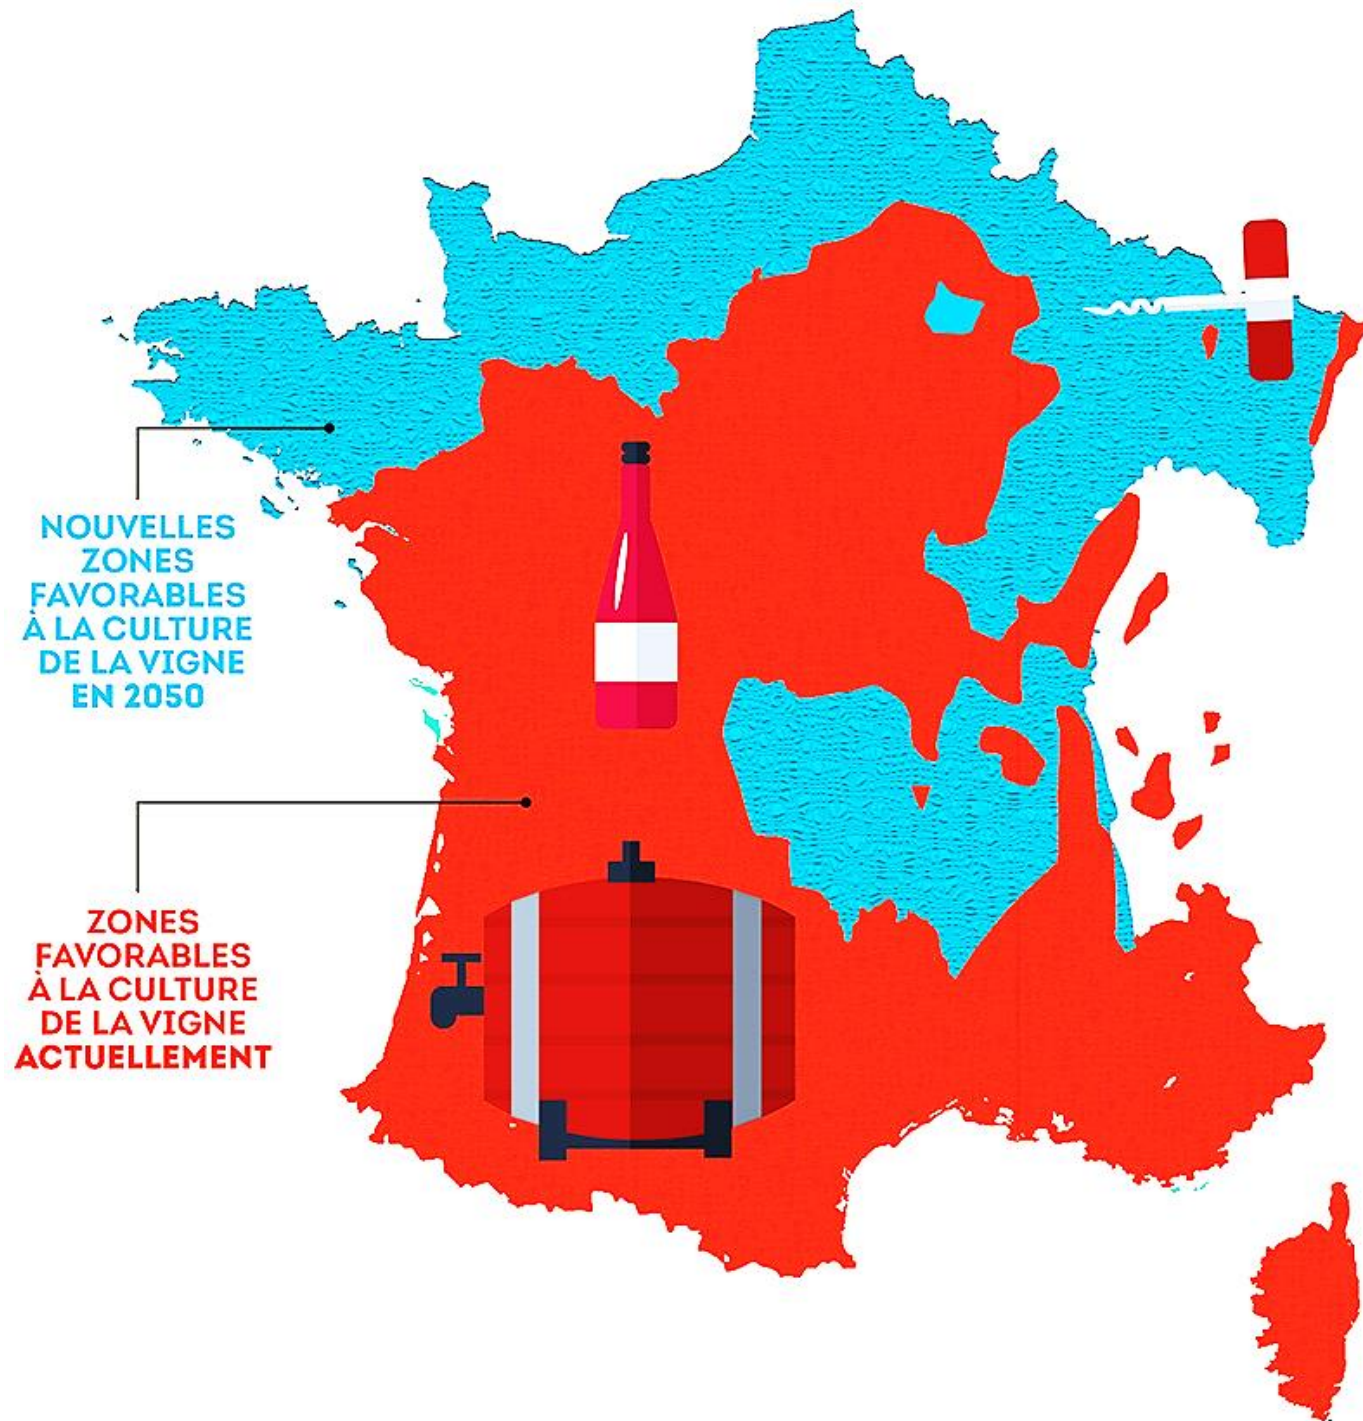 NOUVELLES
ZONES
FAVORABLES
À LA CULTURE
DE LA VIGNE
EN 2050
ZONES
FAVORABLES
À LA CULTURE
DE LA VIGNE
ACTUELLEMENT